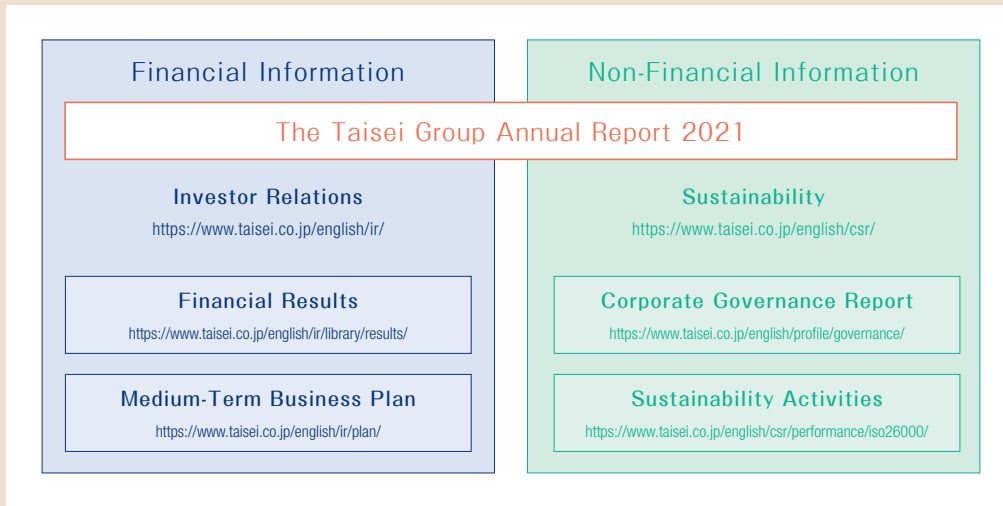 Financial Information
Non-Financial Information
The Taisei Group Annual Report 2021
Investor Relations
https://www.taisei.co.jp/english/ir/
Sustainability
https://www.taisei.co.jp/english/csr/
Financial Results
https://www.taisei.co.jp/english/ir/library/results/
Corporate Governance Report
https://www.taisei.co.jp/english/profile/governance/
Medium-Term Business Plan
https://www.taisei.co.jp/english/ir/plan/
Sustainability Activities
https://www.taisei.co.jp/english/csr/performance/iso26000/